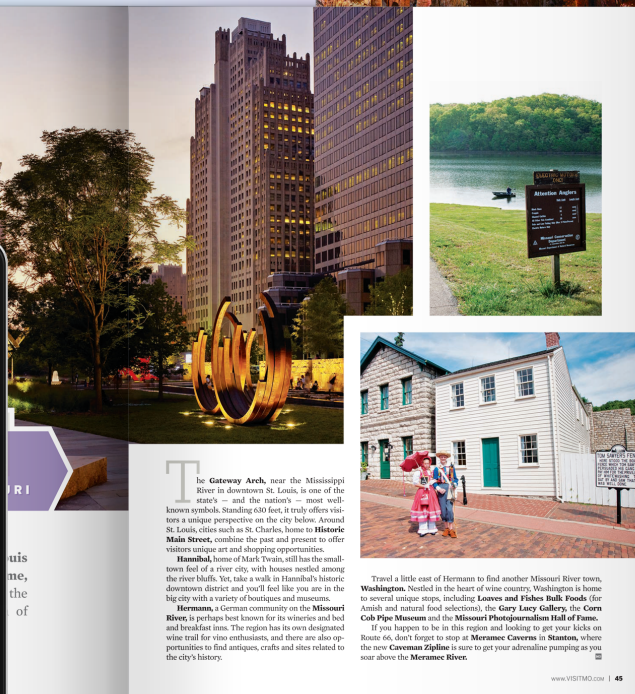 URI
ouis
me,
the
of
ELECTRIC MOTORS
ONLY
Attention Anglers
Missouri Conservation
Department
TOM SAWYER'S FENCE
The Gateway Arch, near the Mississippi
River in downtown St. Louis, is one of the
state's — and the nation's — most well-
known symbols. Standing 630 feet, it truly offers visi-
tors a unique perspective on the city below. Around
St. Louis, cities such as St. Charles, home to Historic
Main Street, combine the past and present to offer
visitors unique art and shopping opportunities.
Hannibal, home of Mark Twain, still has the small-
town feel of a river city, with houses nestled among
the river bluffs. Yet, take a walk in Hannibal's historic
downtown district and you'll feel like you are in the
big city with a variety of boutiques and museums.
Hermann, a German community on the Missouri
River, is perhaps best known for its wineries and bed
and breakfast inns. The region has its own designated
wine trail for vino enthusiasts, and there are also op-
portunities to find antiques, crafts and sites related to
the city's history.
Travel a little east of Hermann to find another Missouri River town,
Washington. Nestled in the heart of wine country, Washington is home
to several unique stops, including Loaves and Fishes Bulk Foods (for
Amish and natural food selections), the Gary Lucy Gallery, the Corn
Cob Pipe Museum and the Missouri Photojournalism Hall of Fame.
If you happen to be in this region and looking to get your kicks on
Route 66, don't forget to stop at Meramec Caverns in Stanton, where
the new Caveman Zipline is sure to get your adrenaline pumping as you
soar above the Meramec River.
WWW.VISITMO.COM | 45